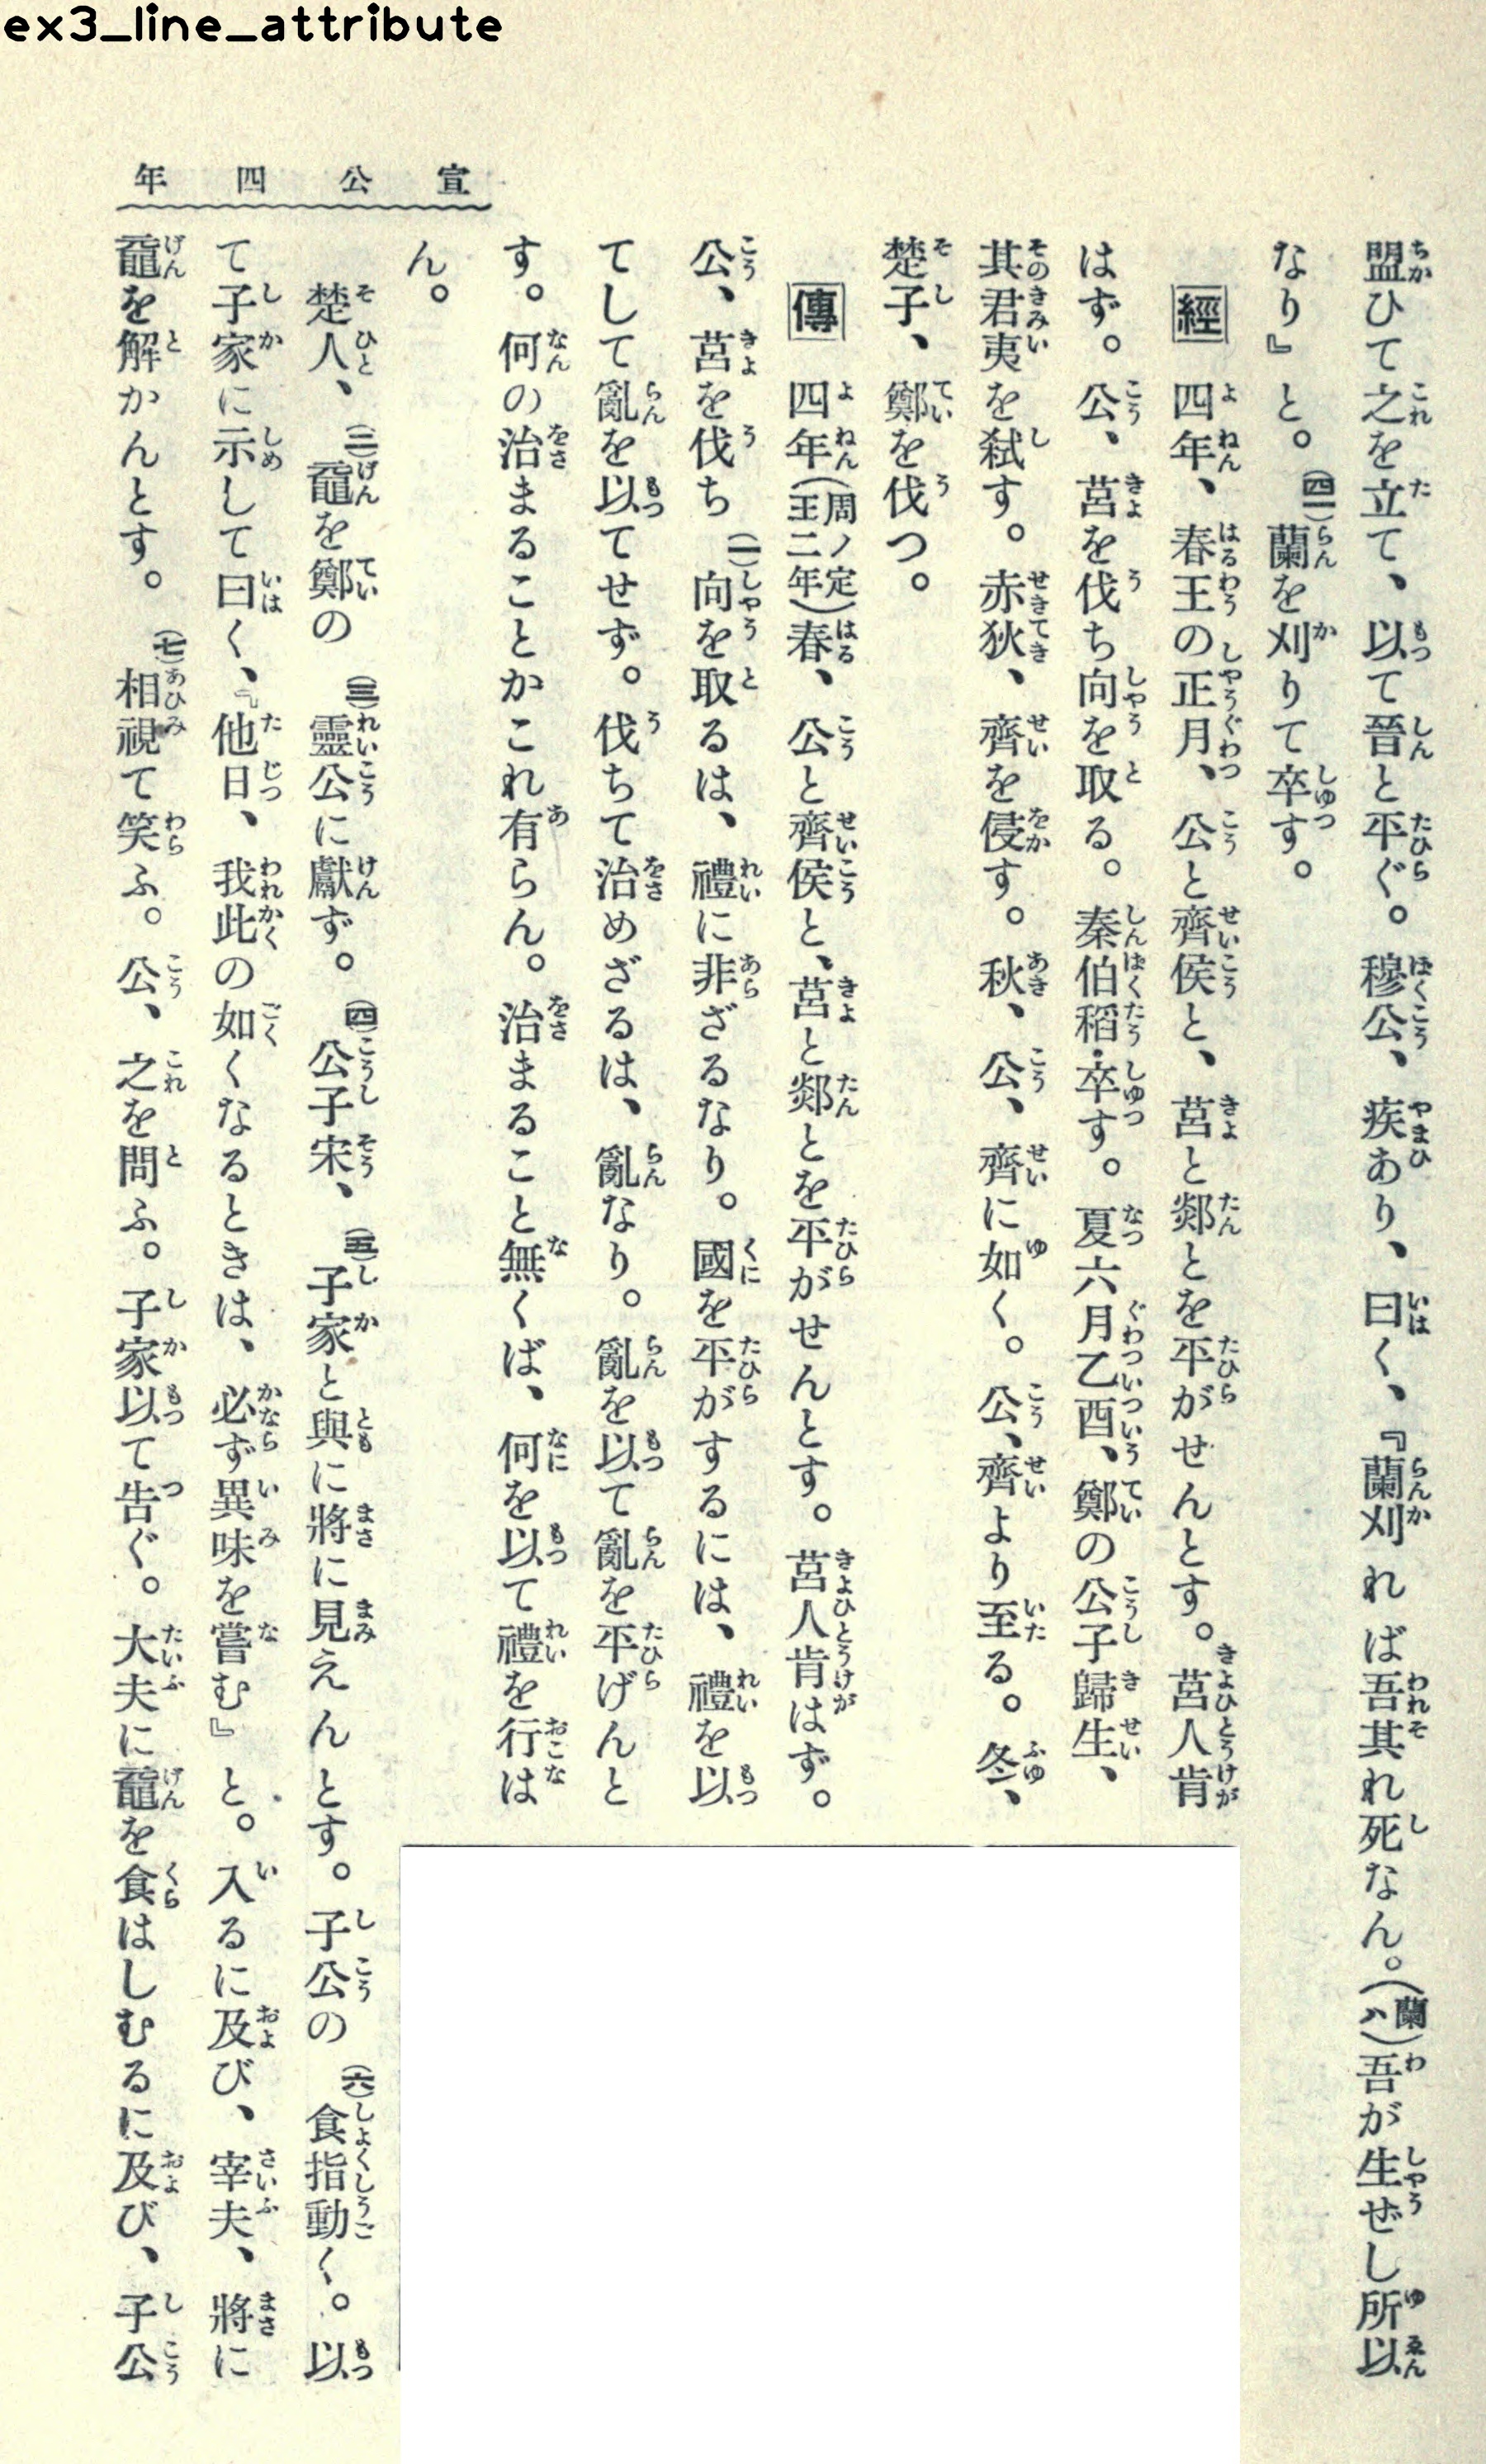 ex3_line_attribute
宣公四年
盟ひて之を立て、以て晉と平ぐ。穆公、疾あり、曰く、『蘭刈れば吾其れ死なん。(蘭ハ)吾が生ぜし所以
なり』と。(四一)蘭を刈りて卒す。
經 四年、春王の正月、公と齊侯と、莒と郯とを平がせんとす。莒人肯
はず。公、莒を伐ち向を取る。秦伯稻・卒す。夏六月乙酉、鄭の公子歸生、
其君夷を弑す。赤狄、齊を侵す。秋、公、齊に如く。公、齊より至る。冬、
楚子、鄭を伐つ。
傳 四年(周ノ定王二年)春、公と齊侯と、莒と郯とを平がせんとす。莒人肯はず。
公、莒を伐ち(一)向を取るは、禮に非ざるなり。國を平がするには、禮を以
てして亂を以てせず。伐ちて治めざるは、亂なり。亂を以て亂を平げんと
す。何の治まることかこれ有らん。治まること無くば、何を以て禮を行は
ん。
楚人、(二)黿を鄭の(三)靈公に獻ず。(四)公子宋、(五)子家と與に將に見えんとす。子公の(六)食指動く。以
て子家に示して曰く、『他日、我此の如くなるときは、必ず異味を嘗む』と。入るに及び、宰夫、將に
黿を解かんとす。(七)相視て笑ふ。公、之を問ふ。子家以て告ぐ。大夫に黿を食はしむるに及び、子公